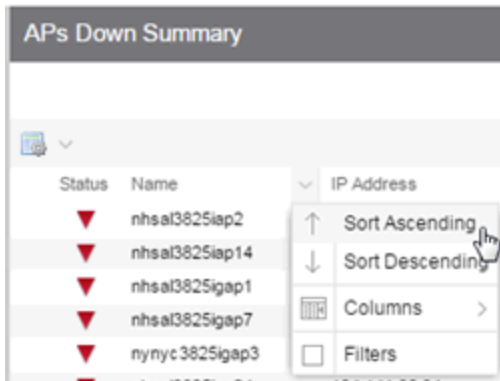 APs Down Summary
Status Name IP Address
nhsal3825iap2
Sort Ascending
nhsal3825iap14
Sort Descending
nhsal3825igap1
nhsal3825igap7
Columns
nynyc3825igap3
Filters